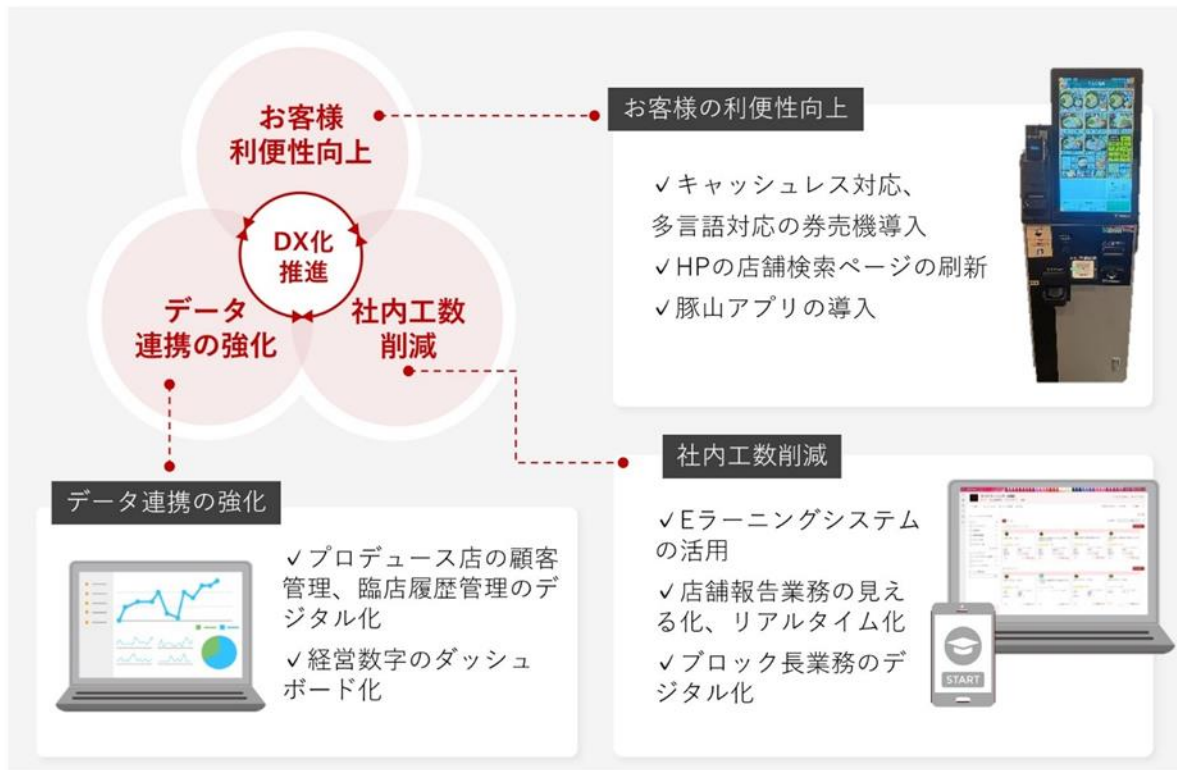 お客様
利便性向上
DX化
推進
データ
連携の強化
社内工数
削減
お客様の利便性向上
✓キャッシュレス対応、
多言語対応の券売機導入
✓HPの店舗検索ページの刷新
✓豚山アプリの導入
データ連携の強化
✓プロデュース店の顧客
管理、臨店履歴管理のデ
ジタル化
✓経営数字のダッシュ
ボード化
社内工数削減
✓Eラーニングシステム
の活用
✓店舗報告業務の見え
る化、リアルタイム化
✓ブロック長業務のデ
ジタル化
START